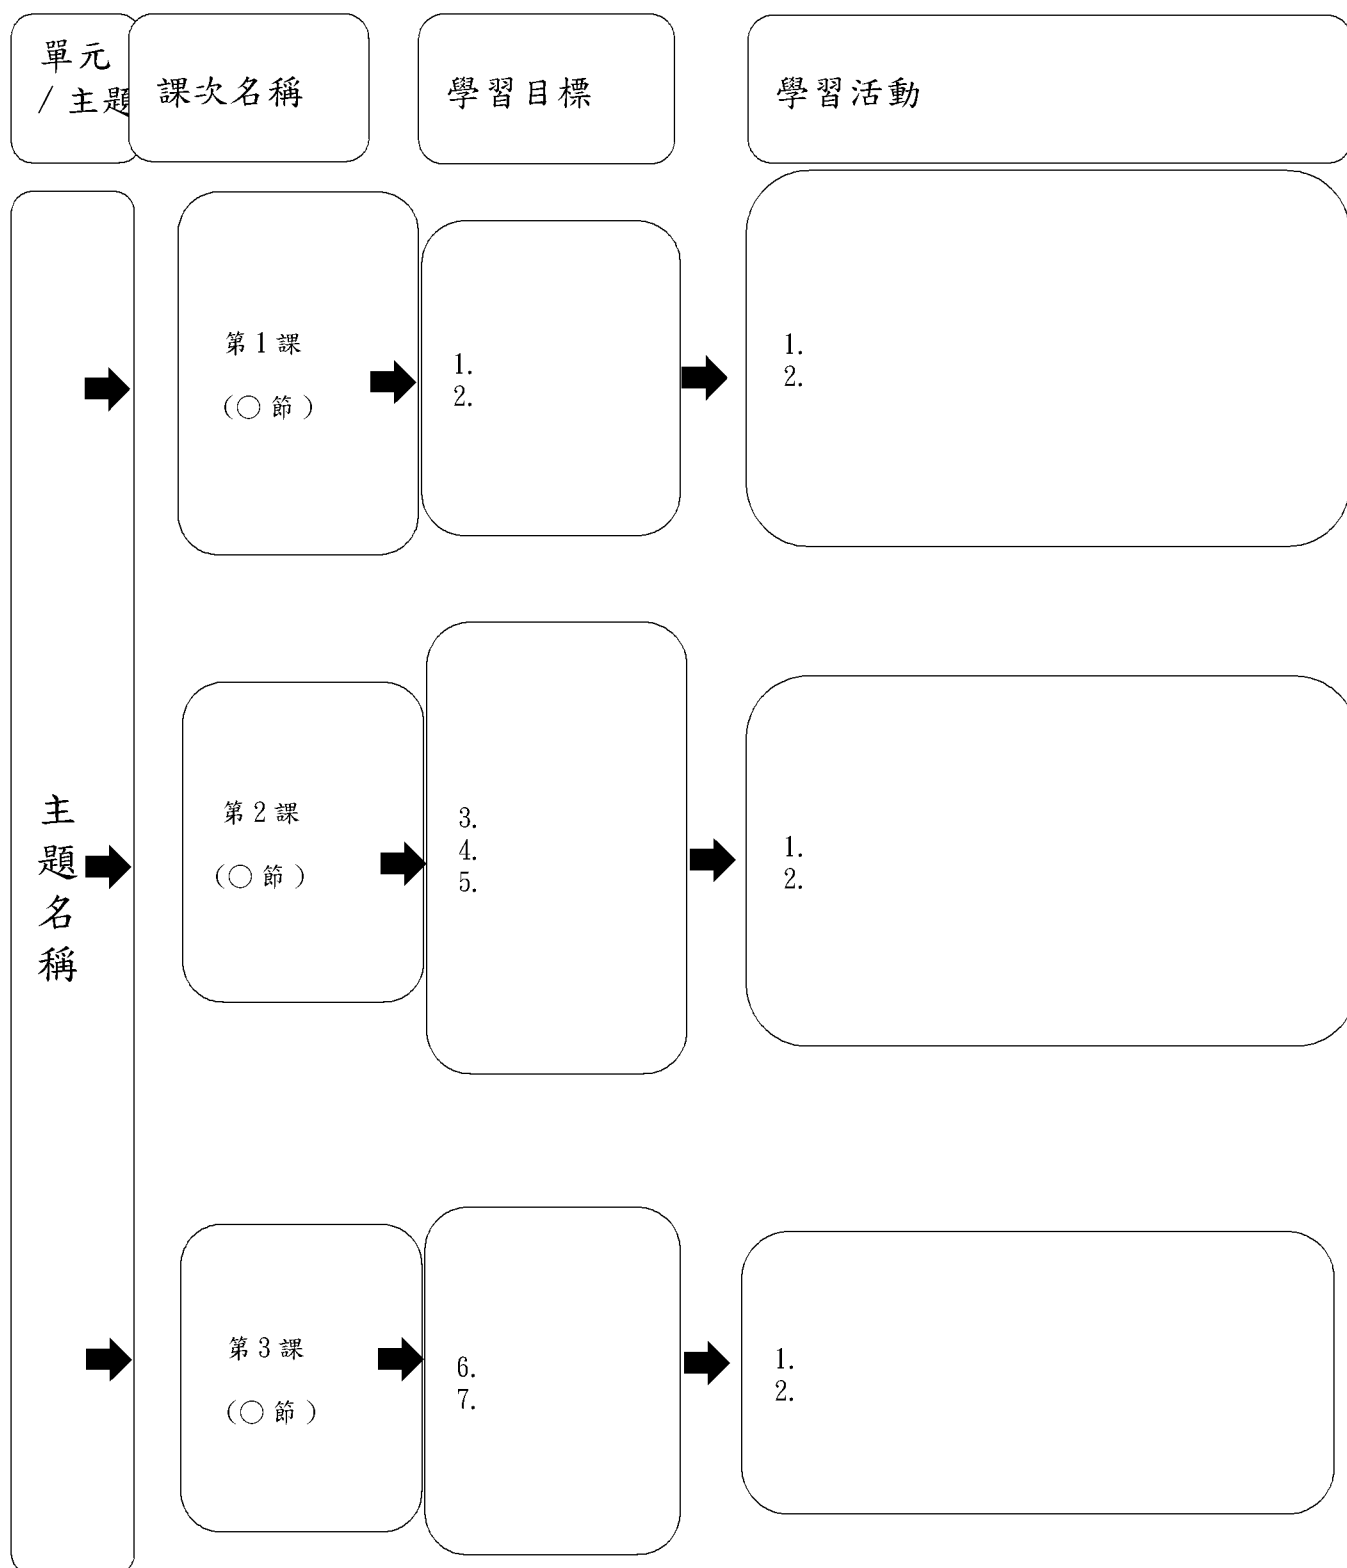 單元
/ 主題
課次名稱
學習目標
學習活動
主
題
名
稱
第 1 課
(○ 節 )
1.
2.
1.
2.
第 2 課
(○ 節 )
3.
4.
5.
1.
2.
第 3 課
(○ 節 )
6.
7.
1.
2.